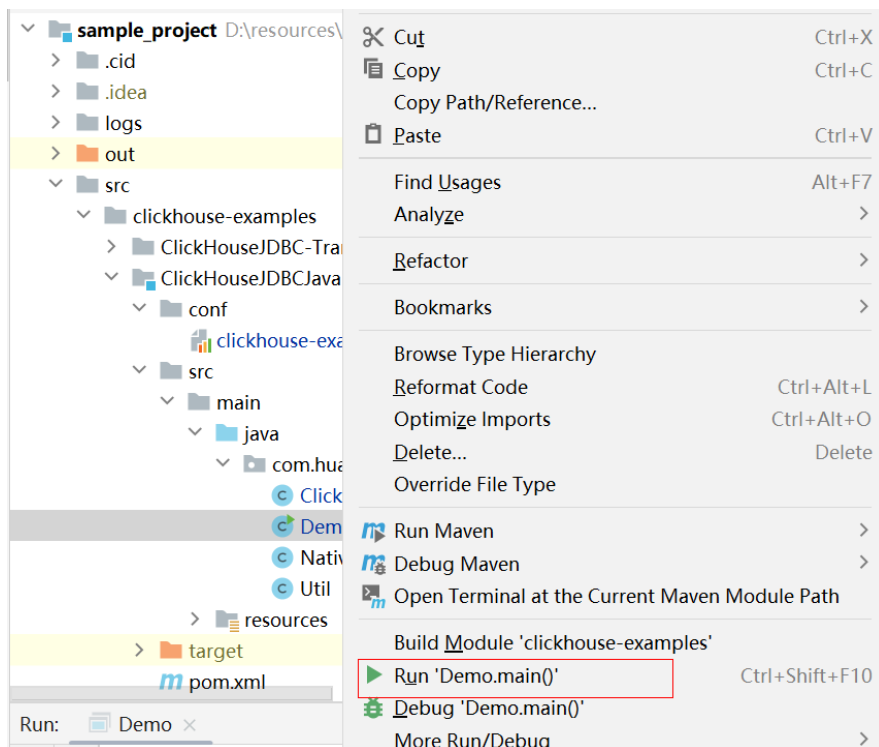 sample_project D:\resources\
.cid
.idea
logs
out
src
clickhouse-examples
ClickHouseJDBC-Tra
ClickHouseJDBCJava
conf
clickhouse-exa
src
main
java
com.hua
Click
Dem
Nativ
Util
resources
target
pom.xml
Run: Demo
Cut Ctrl+X
Copy Ctrl+C
Copy Path/Reference...
Paste Ctrl+V
Find Usages Alt+F7
Analyze
Refactor
Bookmarks
Browse Type Hierarchy
Reformat Code Ctrl+Alt+L
Optimize Imports Ctrl+Alt+O
Delete... Delete
Override File Type
Run Maven
Debug Maven
Open Terminal at the Current Maven Module Path
Build Module 'clickhouse-examples'
Run 'Demo.main()' Ctrl+Shift+F10
Debug 'Demo.main()'
More Run/Debug